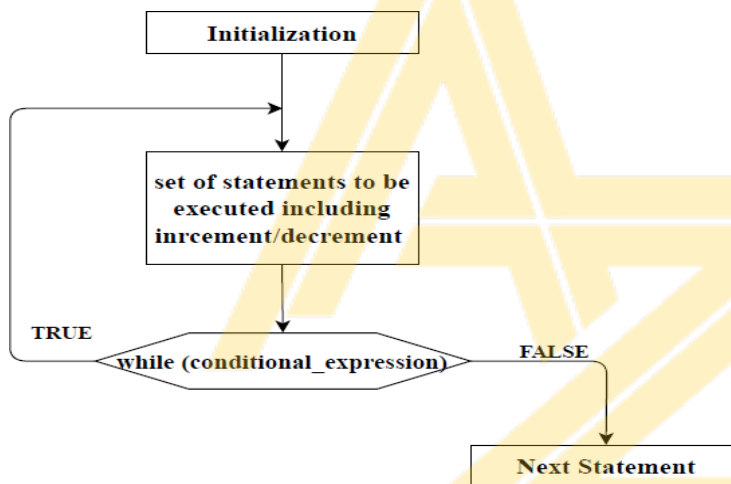 Initialization
set of statements to be
executed including
inrcement/decrement
TRUE
while (conditional_expression)
FALSE
Next Statement